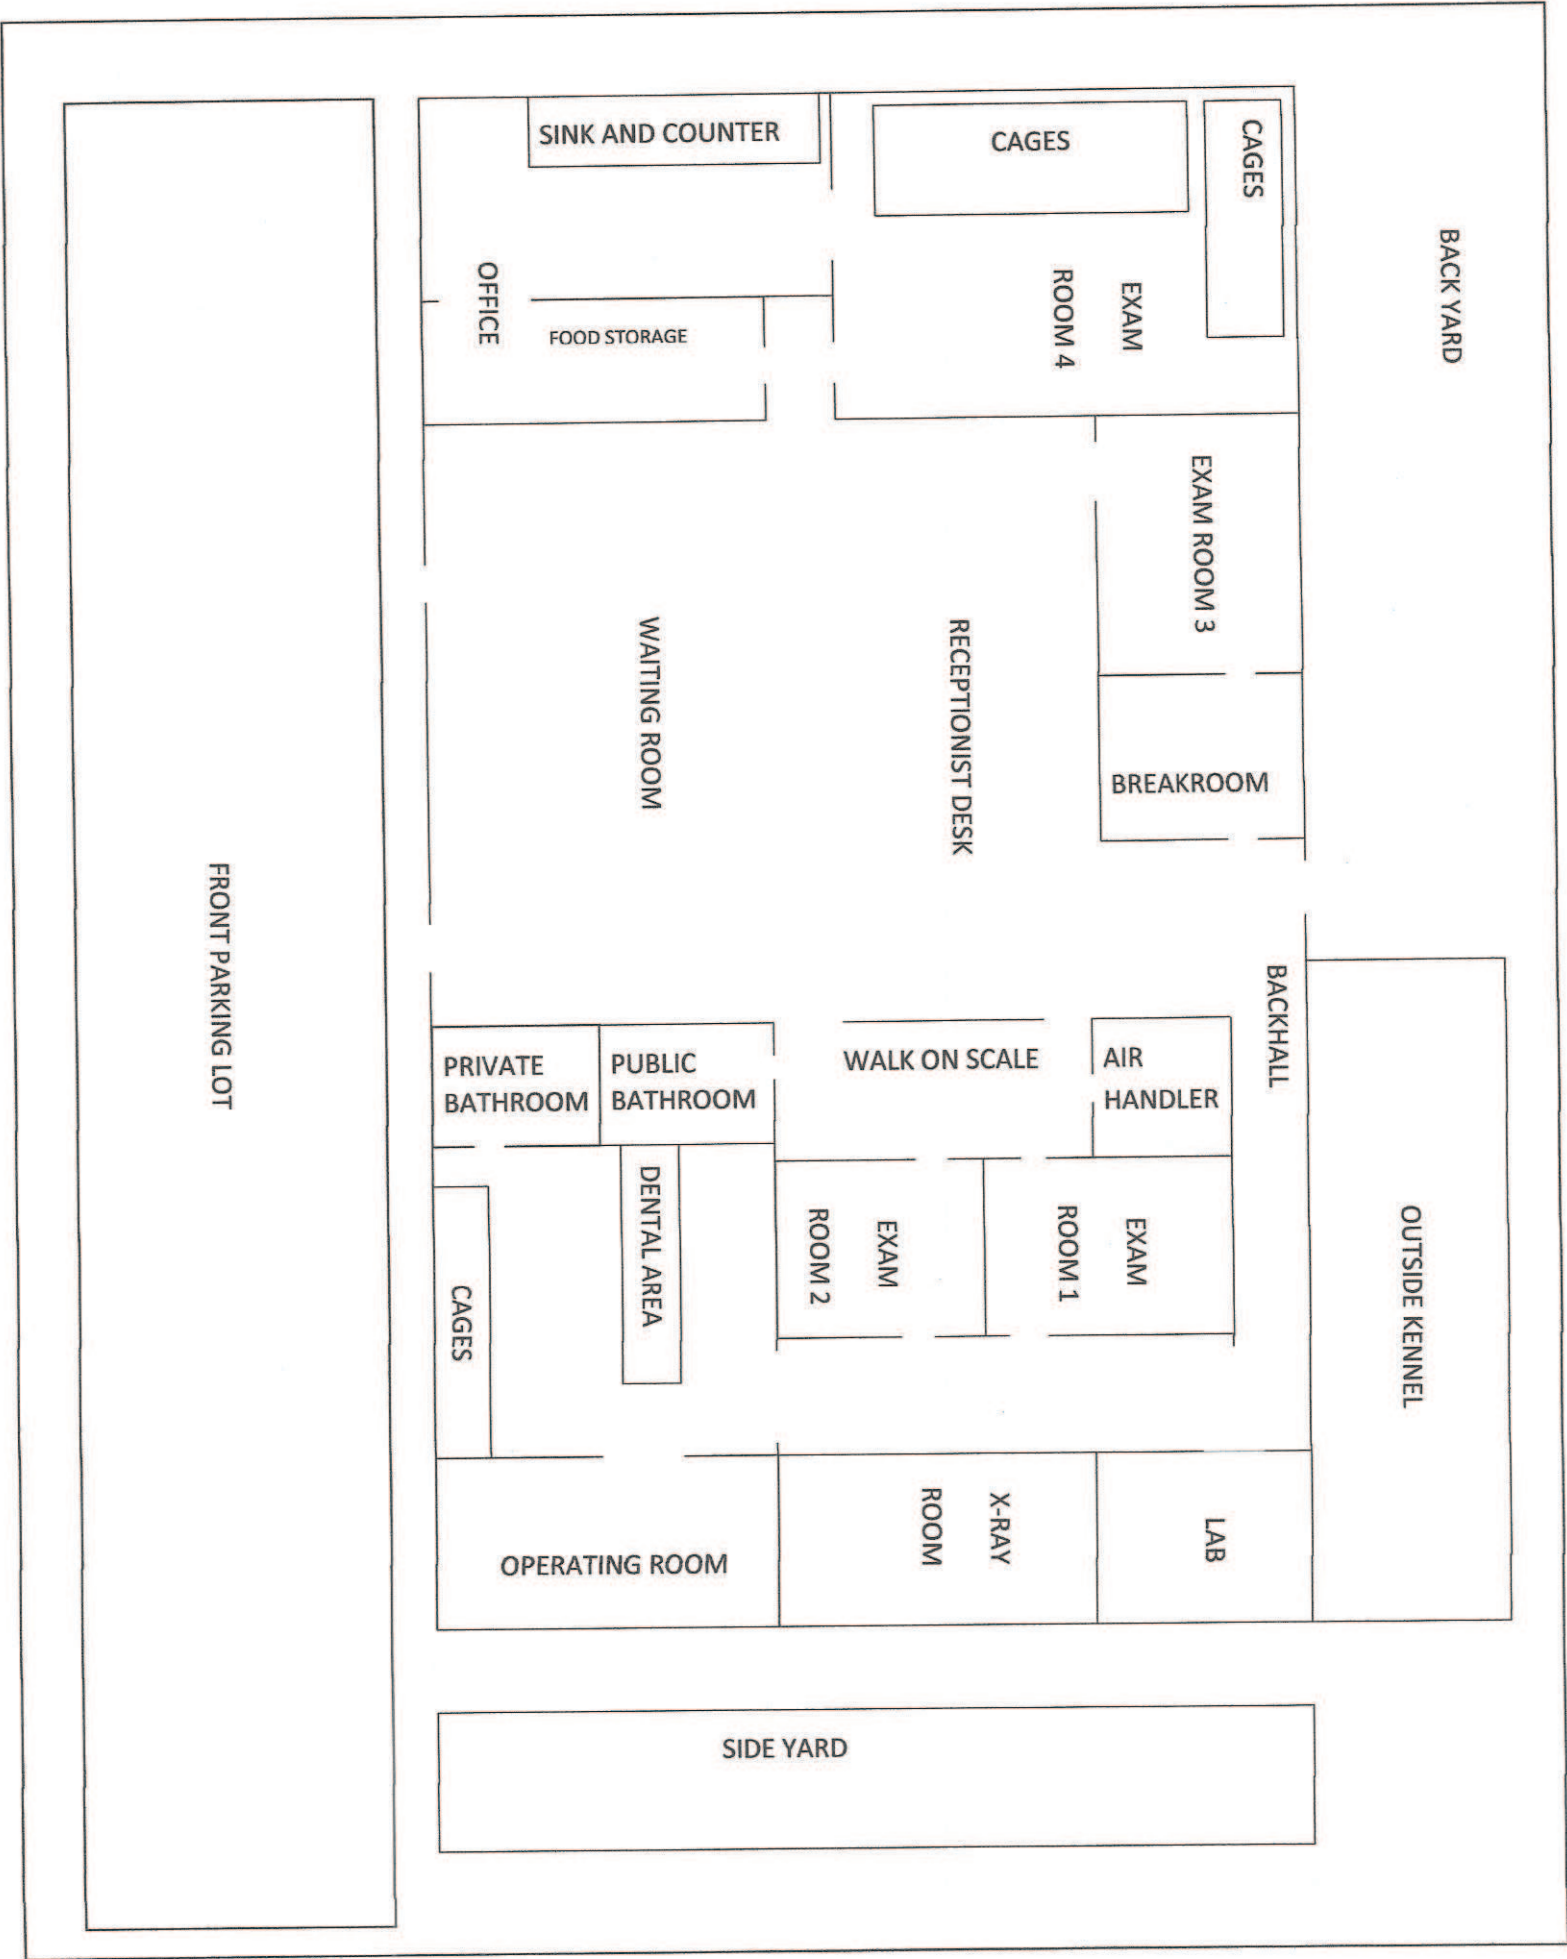 SINK AND COUNTER
CAGES
CAGES
BACK YARD
OFFICE
FOOD STORAGE
EXAM
ROOM 4
EXAM ROOM 3
WAITING ROOM
RECEPTIONIST DESK
BREAKROOM
FRONT PARKING LOT
BACKHALL
PRIVATE
BATHROOM
PUBLIC
BATHROOM
WALK ON SCALE
AIR
HANDLER
DENTAL AREA
EXAM
ROOM 2
EXAM
ROOM 1
OUTSIDE KENNEL
CAGES
OPERATING ROOM
X-RAY
ROOM
LAB
SIDE YARD